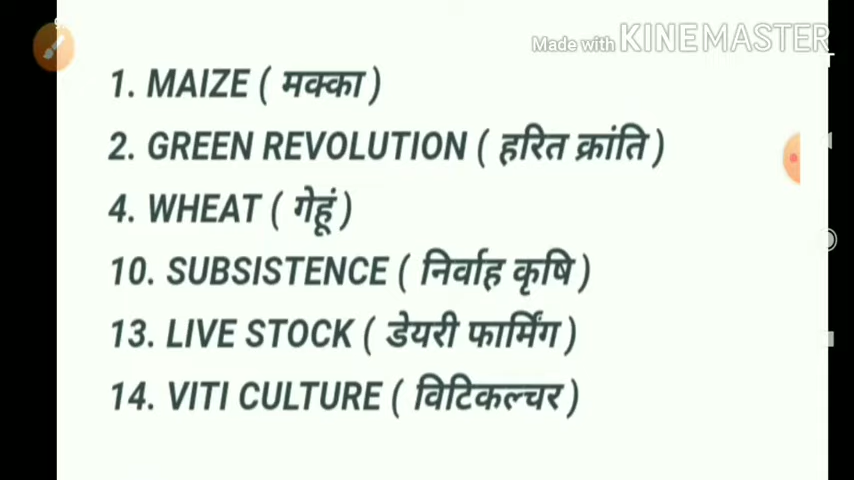 Made with KINEMASTER
1. MAIZE ( मक्का )
2. GREEN REVOLUTION ( हरित क्रांति )
4. WHEAT ( गेहूं )
10. SUBSISTENCE ( निर्वाह कृषि )
13. LIVE STOCK ( डेयरी फार्मिंग )
14. VITI CULTURE ( विटिकल्चर )